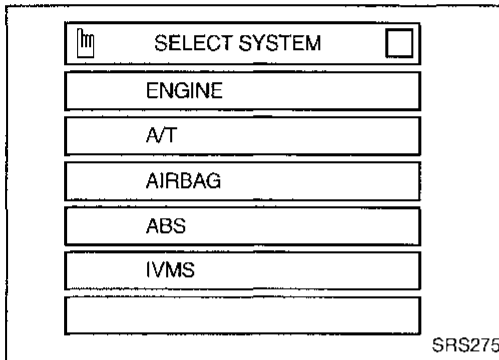 SELECT SYSTEM
ENGINE
A/T
AIRBAG
ABS
IVMS
SRS275